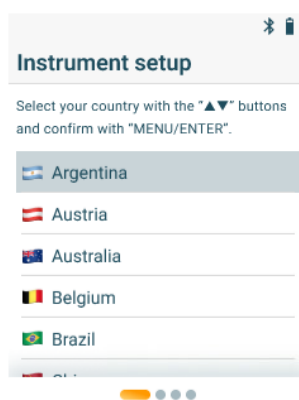 Instrument setup
Select your country with the "▲▼" buttons
and confirm with "MENU/ENTER".
Argentina
Austria
Australia
Belgium
Brazil